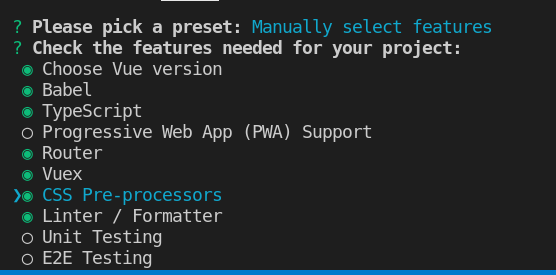 ? Please pick a preset: Manually select features
? Check the features needed for your project:
◉ Choose Vue version
◉ Babel
◉ TypeScript
◯ Progressive Web App (PWA) Support
◉ Router
◉ Vuex
❯◉ CSS Pre-processors
◉ Linter / Formatter
◯ Unit Testing
◯ E2E Testing